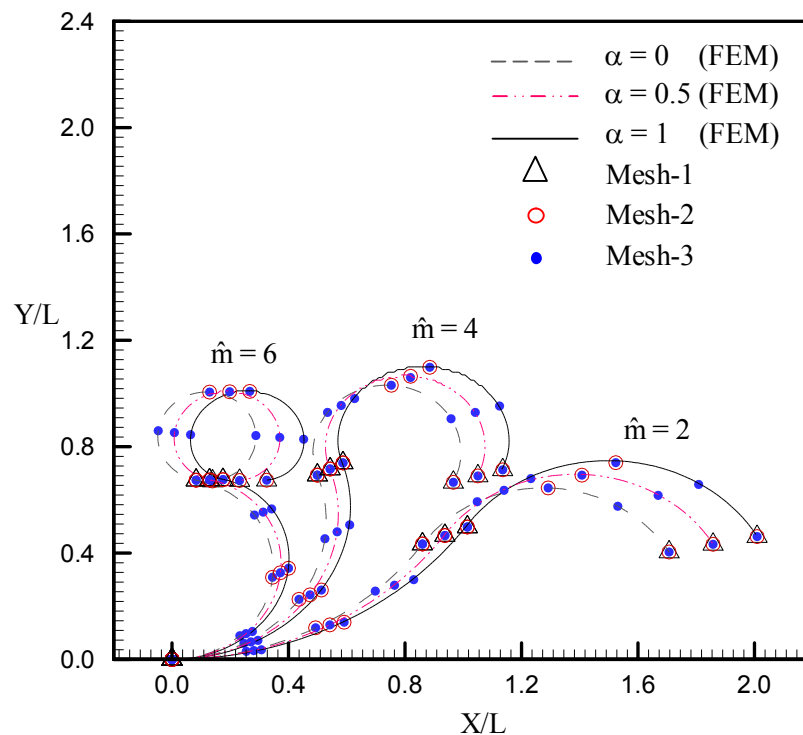 2.4
2.0
1.6
1.2
0.8
0.4
0.0
Y/L
α = 0 (FEM)
α = 0.5 (FEM)
α = 1 (FEM)
Mesh-1
Mesh-2
Mesh-3
m̂ = 6
m̂ = 4
m̂ = 2
0.0 0.4 0.8 1.2 1.6 2.0
X/L